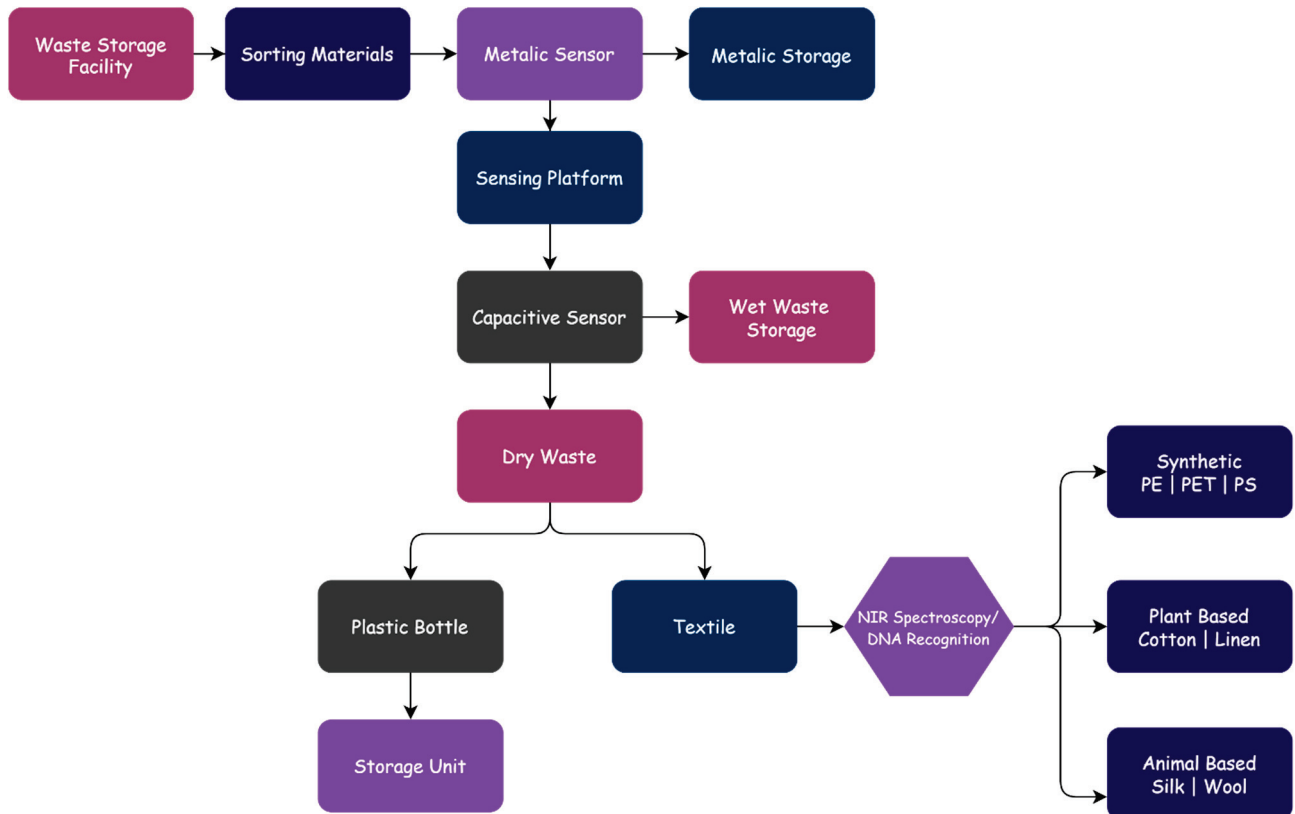 Waste Storage
Facility
Sorting Materials
Metalic Sensor
Metalic Storage
Sensing Platform
Capacitive Sensor
Wet Waste
Storage
Dry Waste
Synthetic
PE | PET | PS
Plastic Bottle
Textile
NIR Spectroscopy/
DNA Recognition
Plant Based
Cotton | Linen
Storage Unit
Animal Based
Silk | Wool